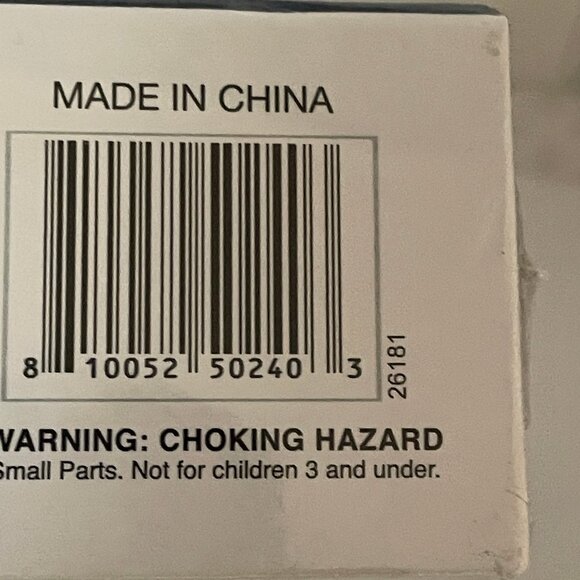 MADE IN CHINA
8 10052 50240 3
26181
WARNING: CHOKING HAZARD
Small Parts. Not for children 3 and under.